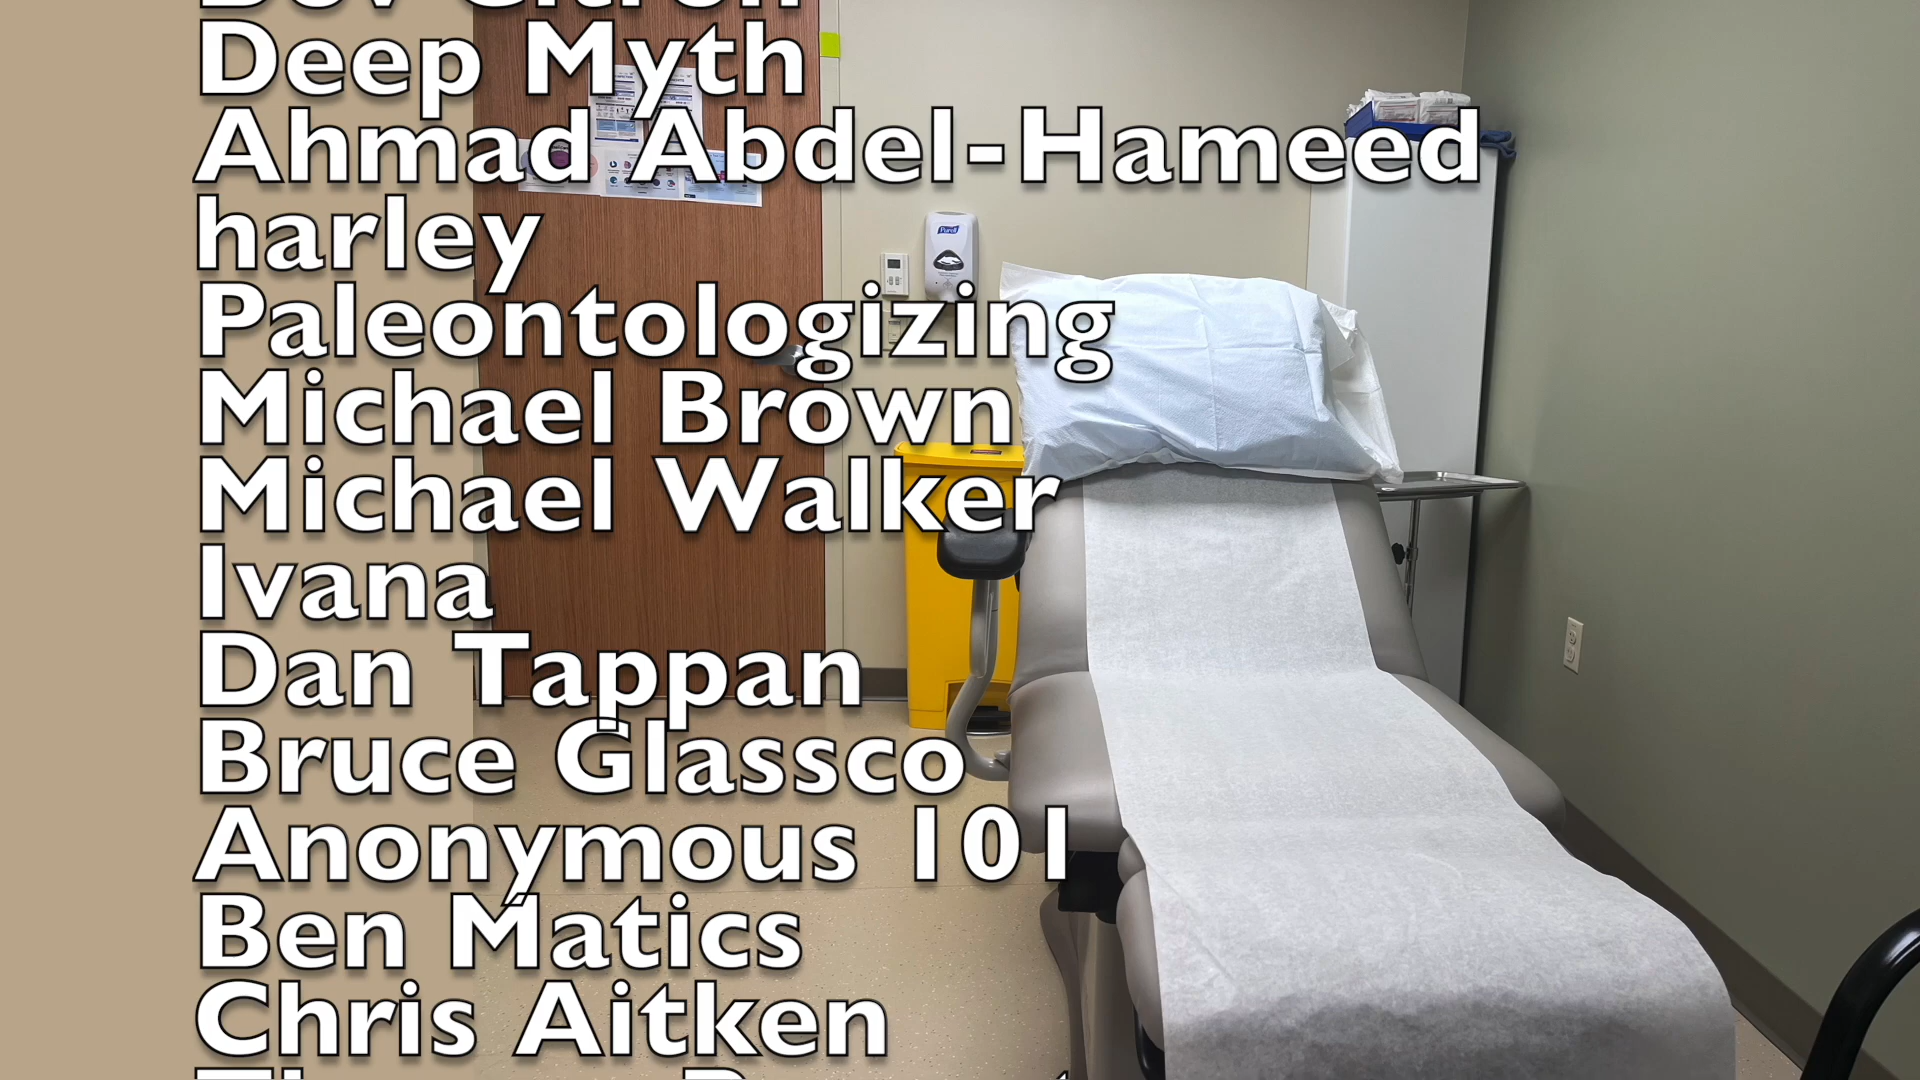 Deep Myth
Ahmad Abdel-Hameed
harley
Paleontologizing
Michael Brown
Michael Walker
Ivana
Dan Tappan
Bruce Glassco
Anonymous 101
Ben Matics
Chris Aitken
Purell